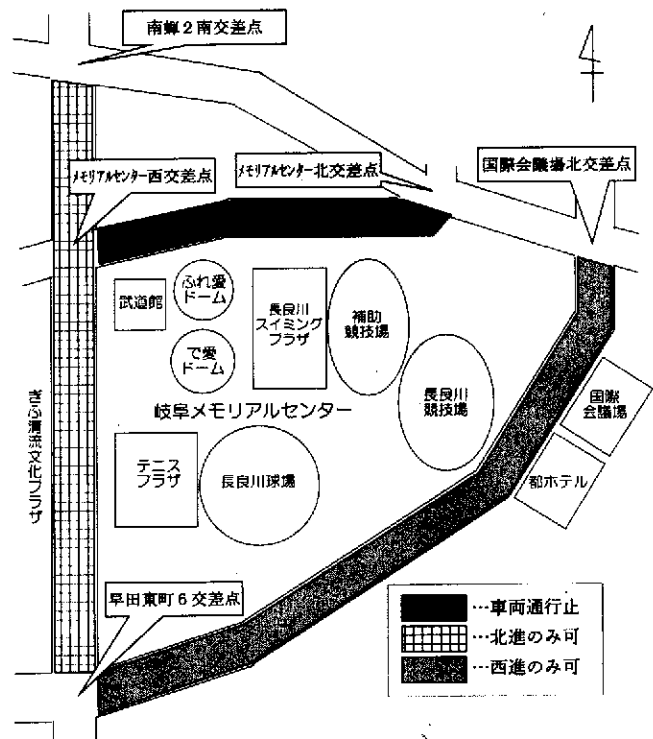 南蝉2南交差点
メモリアルセンター西交差点
メモリアルセンター北交差点
国際会議場北交差点
武道館
ふれ愛
ドーム
で愛
ドーム
長良川
スイミング
プラザ
補助
競技場
長良川
競技場
国際
会議場
都ホテル
岐阜メモリアルセンター
ぎふ清流文化プラザ
テニス
プラザ
長良川球場
早田東町6交差点
…車両通行止
…北進のみ可
…西進のみ可